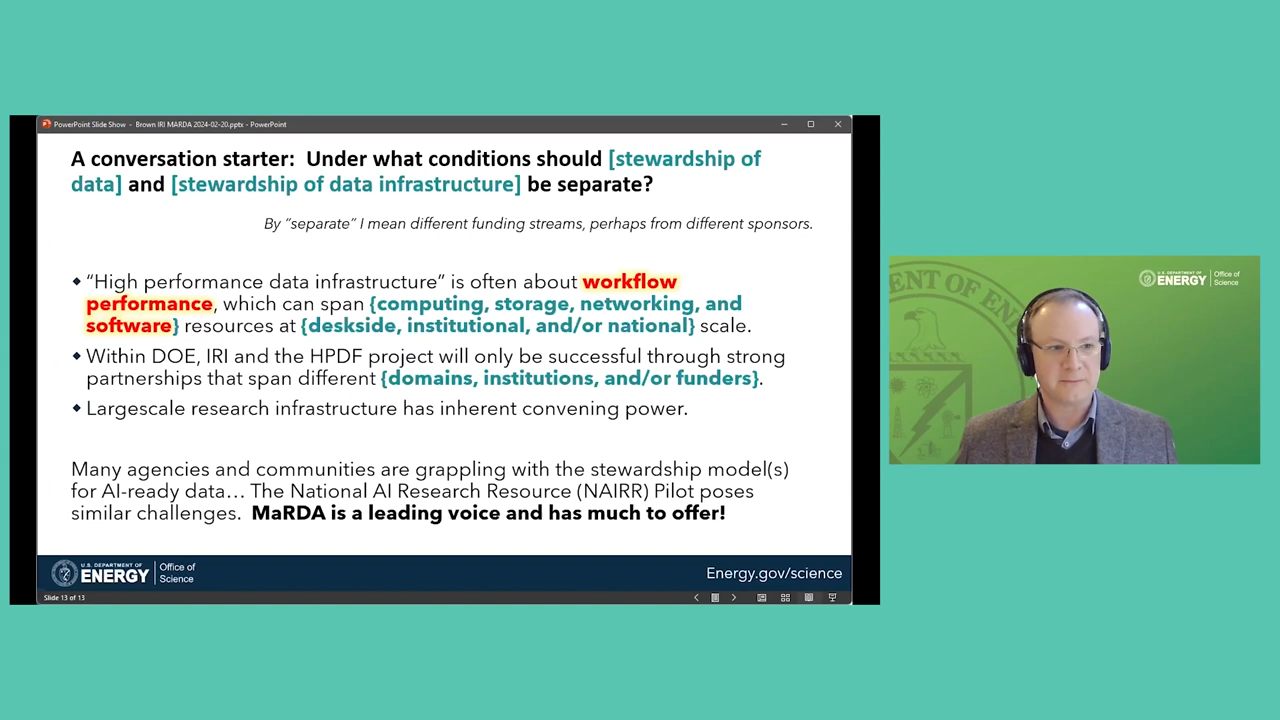 PowerPoint Slide Show - Brown IRI MARDA 2024-02-20.pptx - PowerPoint
A conversation starter: Under what conditions should [stewardship of
data] and [stewardship of data infrastructure] be separate?
By “separate” I mean different funding streams, perhaps from different sponsors.
◆ “High performance data infrastructure” is often about workflow
performance, which can span {computing, storage, networking, and
software} resources at {deskside, institutional, and/or national} scale.
◆ Within DOE, IRI and the HPDF project will only be successful through strong
partnerships that span different {domains, institutions, and/or funders}.
◆ Largescale research infrastructure has inherent convening power.
Many agencies and communities are grappling with the stewardship model(s)
for AI-ready data… The National AI Research Resource (NAIRR) Pilot poses
similar challenges. MaRDA is a leading voice and has much to offer!
U.S. DEPARTMENT OF
ENERGY
Office of
Science
Energy.gov/science
Slide 13 of 13
U.S. DEPARTMENT OF
ENERGY
Office of
Science